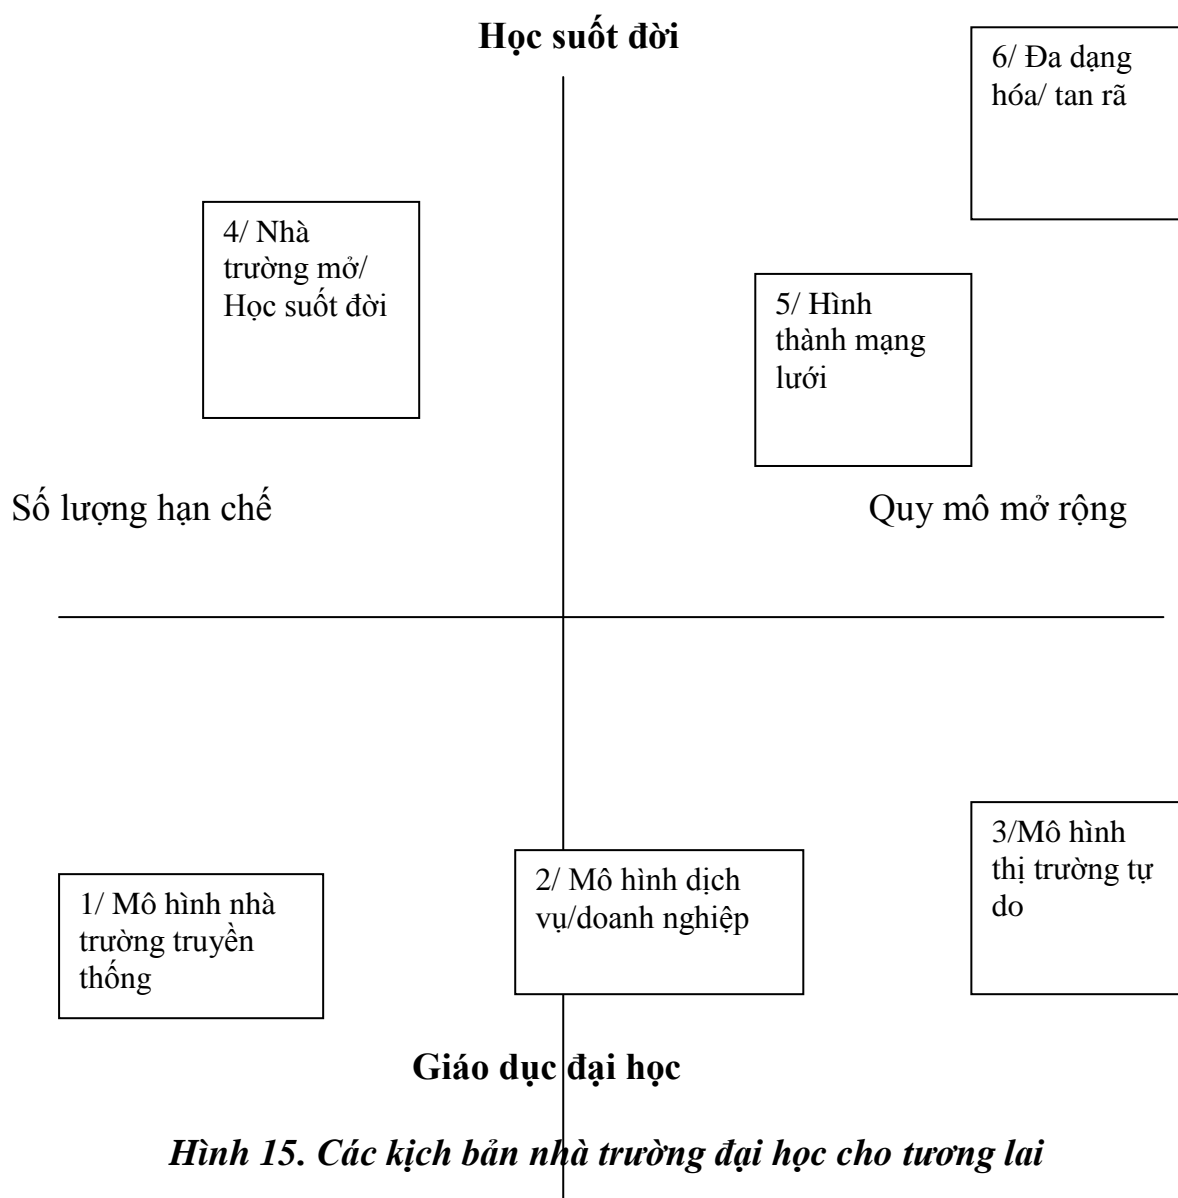 Học suốt đời
6/ Đa dạng
hóa/ tan rã
4/ Nhà
trường mở/
Học suốt đời
5/ Hình
thành mạng
lưới
Số lượng hạn chế
Quy mô mở rộng
3/Mô hình
thị trường tự
do
2/ Mô hình dịch
vụ/doanh nghiệp
1/ Mô hình nhà
trường truyền
thống
Giáo dục đại học
Hình 15. Các kịch bản nhà trường đại học cho tương lai